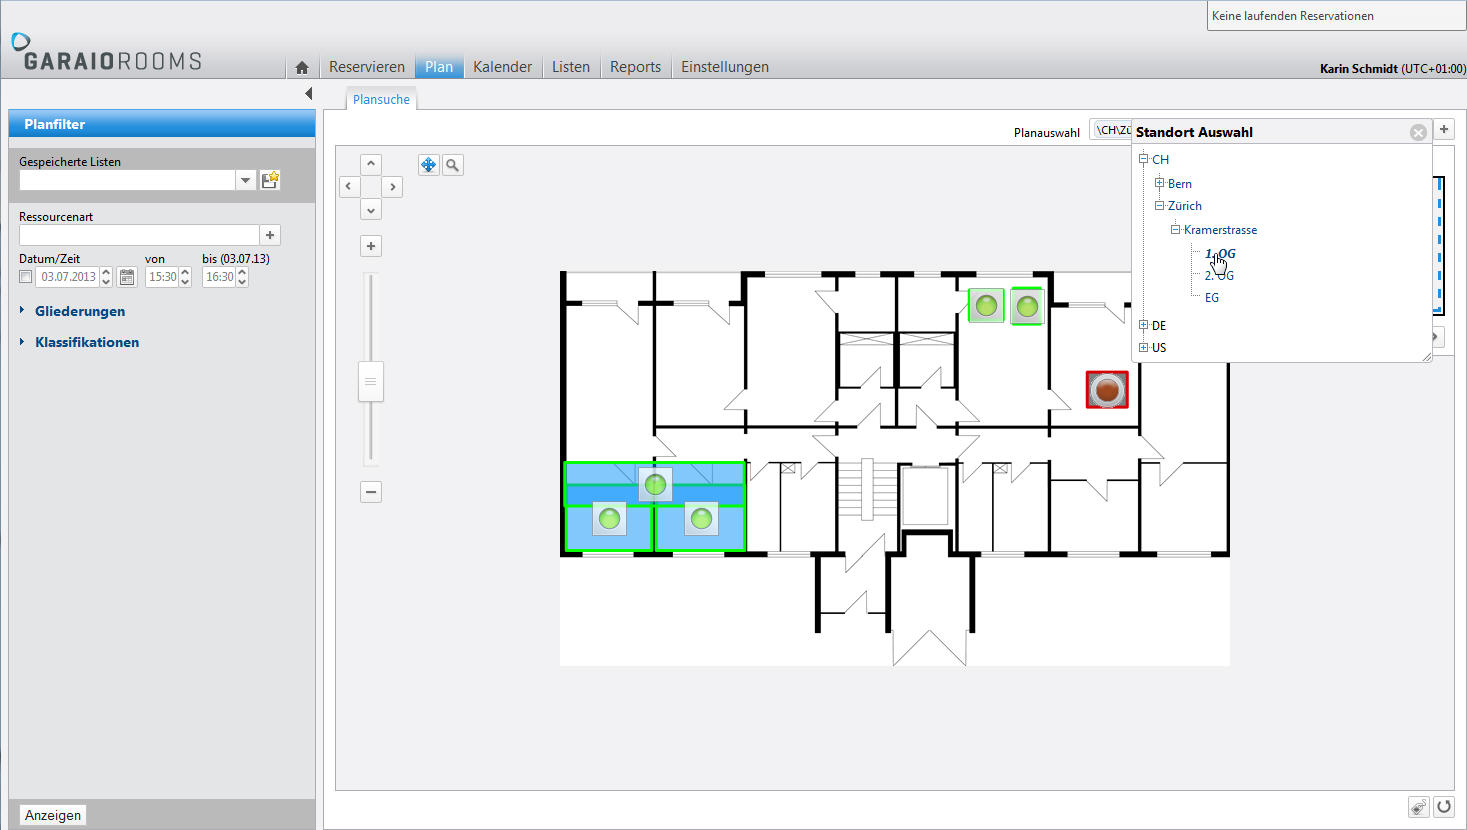 Keine laufenden Reservationen
GARAIOROOMS
Reservieren
Plan
Kalender
Listen
Reports
Einstellungen
Karin Schmidt (UTC+01:00)
Planfilter
Gespeicherte Listen
Ressourcenart
Datum/Zeit
von
bis (03.07.13)
03.07.2013
15:30
16:30
Gliederungen
Klassifikationen
Anzeigen
Plansuche
Planauswahl
\CH\Zü
Standort Auswahl
CH
Bern
Zürich
Kramerstrasse
1. OG
2. OG
EG
DE
US